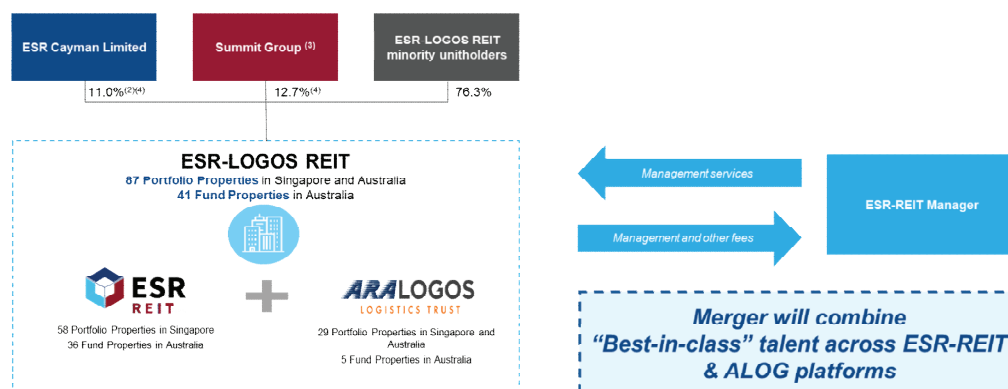 ESR Cayman Limited
Summit Group (3)
ESR LOGOS REIT
minority unitholders
11.0%(2)(4)
12.7%(4)
76.3%
ESR-LOGOS REIT
87 Portfolio Properties in Singapore and Australia
41 Fund Properties in Australia
ESR
REIT
58 Portfolio Properties in Singapore
36 Fund Properties in Australia
ARALOGOS
LOGISTICS TRUST
29 Portfolio Properties in Singapore and
Australia
5 Fund Properties in Australia
Management services
Management and other fees
ESR-REIT Manager
Merger will combine
“Best-in-class” talent across ESR-REIT
& ALOG platforms